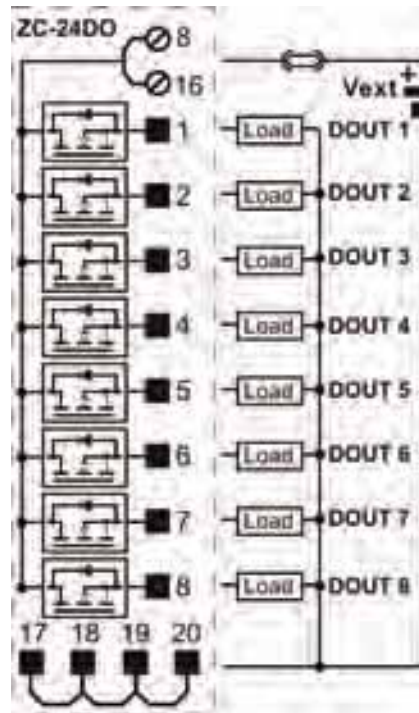 ZC-24DO
8
16
Vext +
1 Load DOUT 1
2 Load DOUT 2
3 Load DOUT 3
4 Load DOUT 4
5 Load DOUT 5
6 Load DOUT 6
7 Load DOUT 7
8 Load DOUT 8
17 18 19 20